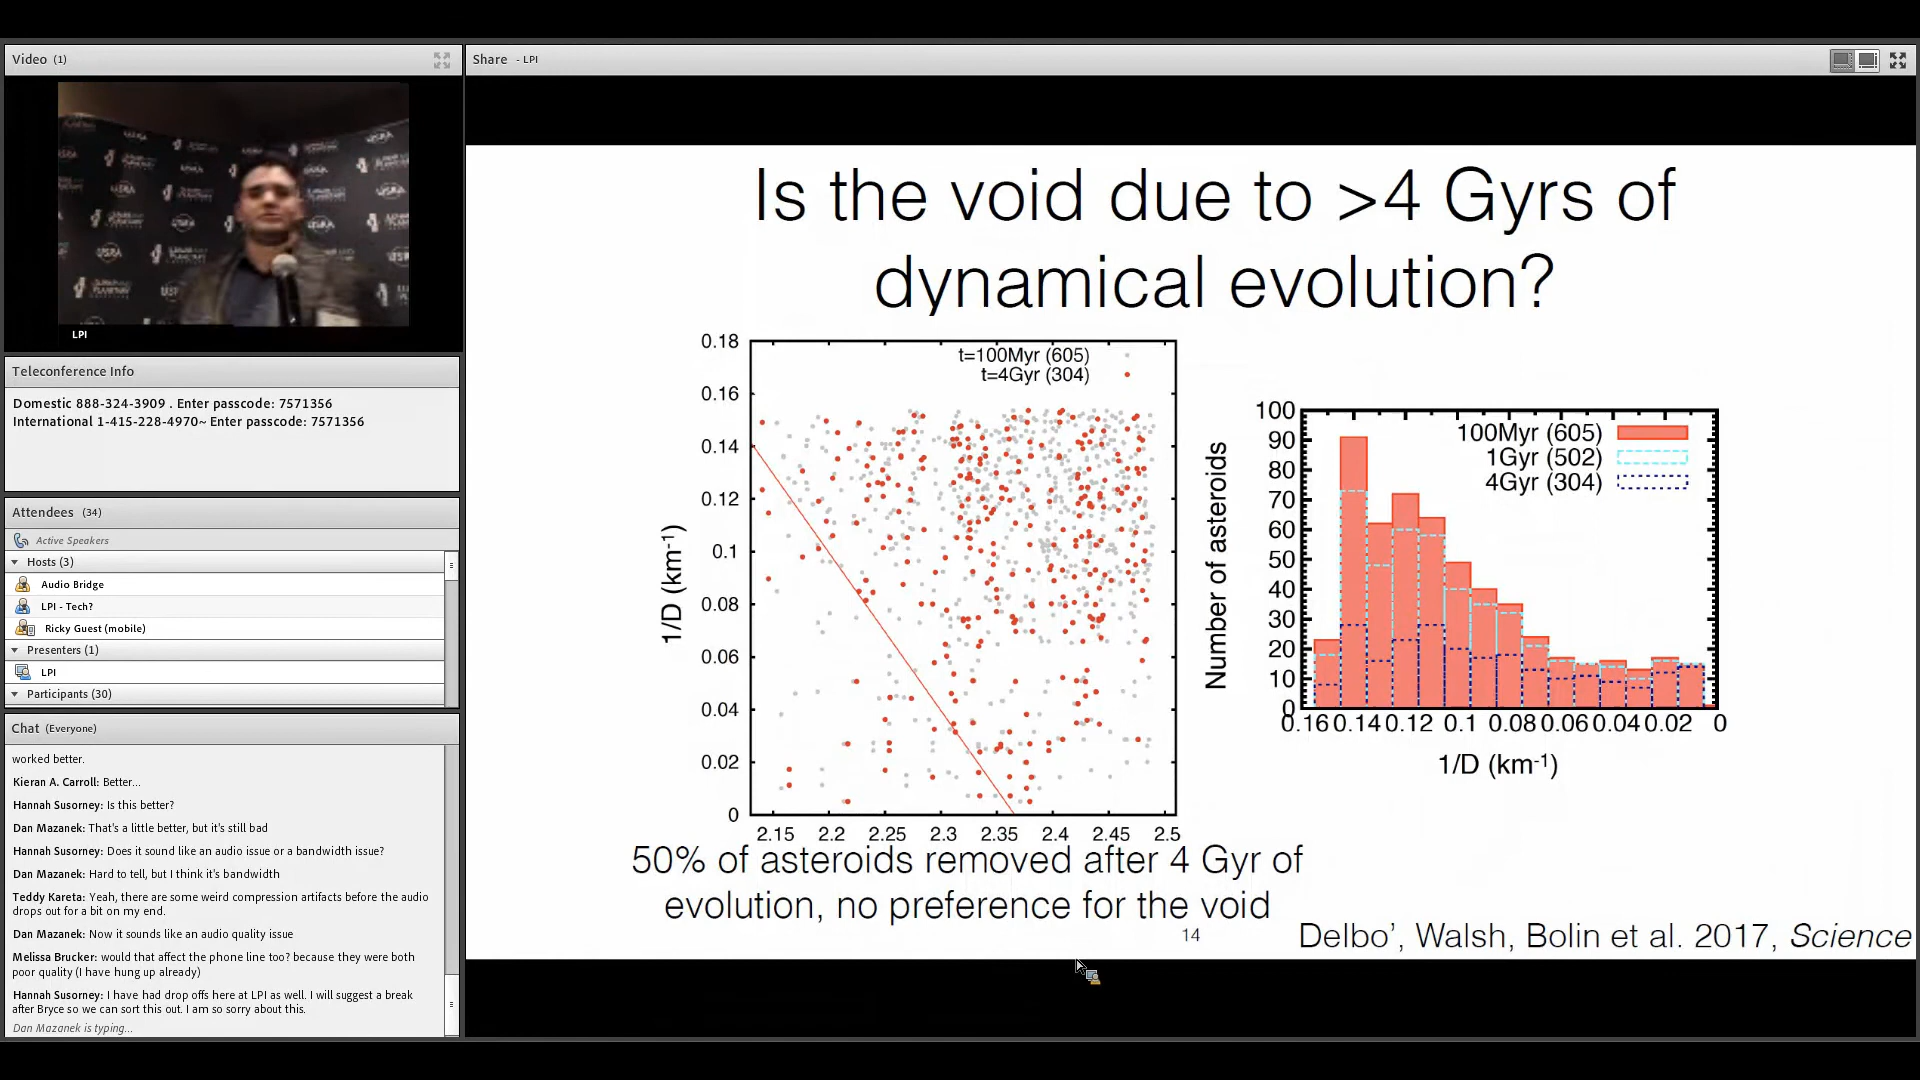 Video (1)
LPI
Teleconference Info
Domestic 888-324-3909 . Enter passcode: 7571356
International 1-415-228-4970~ Enter passcode: 7571356
Attendees (34)
Active Speakers
Hosts (3)
Audio Bridge
LPI - Tech?
Ricky Guest (mobile)
Presenters (1)
LPI
Participants (30)
Chat (Everyone)
worked better.
Kieran A. Carroll: Better...
Hannah Susorney: Is this better?
Dan Mazanek: That's a little better, but it's still bad
Hannah Susorney: Does it sound like an audio issue or a bandwidth issue?
Dan Mazanek: Hard to tell, but I think it's bandwidth
Teddy Kareta: Yeah, there are some weird compression artifacts before the audio
drops out for a bit on my end.
Dan Mazanek: Now it sounds like an audio quality issue
Melissa Brucker: would that affect the phone line too? because they were both
poor quality (I have hung up already)
Hannah Susorney: I have had drop offs here at LPI as well. I will suggest a break
after Bryce so we can sort this out. I am so sorry about this.
Dan Mazanek is typing...
Share - LPI
Is the void due to >4 Gyrs of
dynamical evolution?
t=100Myr (605)
t=4Gyr (304)
0.18
0.16
0.14
0.12
0.1
0.08
0.06
0.04
0.02
0
1/D (km-1)
2.15 2.2 2.25 2.3 2.35 2.4 2.45 2.5
100Myr (605)
1Gyr (502)
4Gyr (304)
100
90
80
70
60
50
40
30
20
10
0
Number of asteroids
0.16 0.14 0.12 0.1 0.08 0.06 0.04 0.02 0
1/D (km-1)
50% of asteroids removed after 4 Gyr of
evolution, no preference for the void
14
Delbo’, Walsh, Bolin et al. 2017, Science